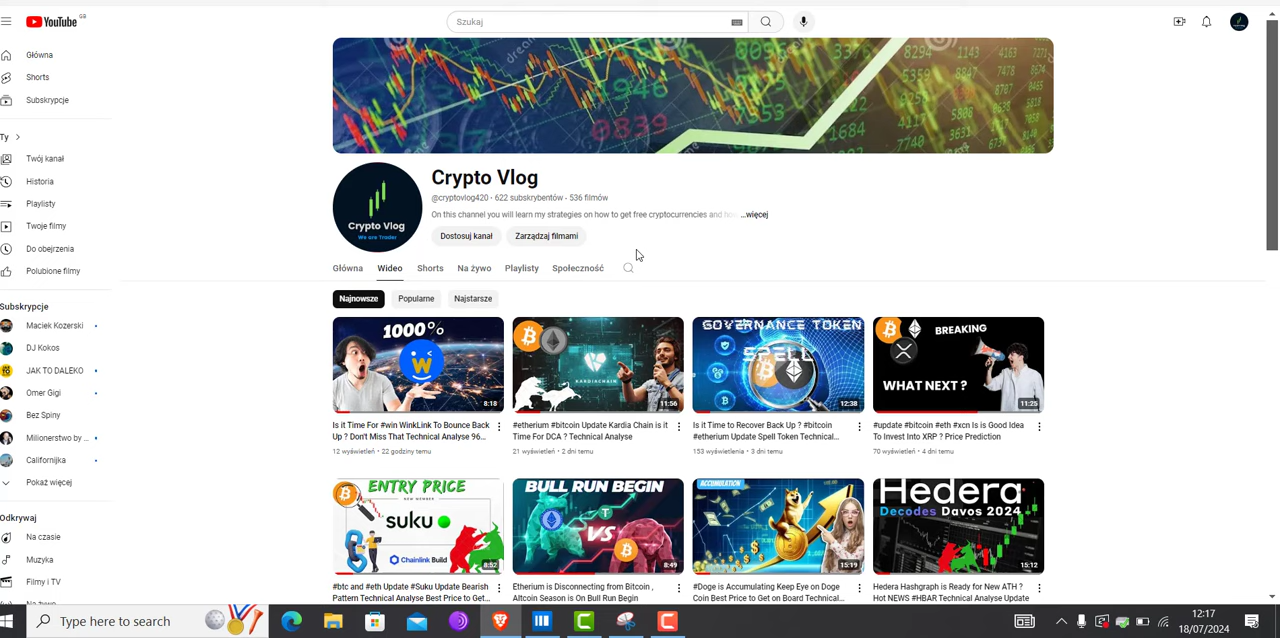 YouTube GB
Szukaj
Główna
Shorts
Subskrypcje
Ty
Twój kanał
Historia
Playlisty
Twoje filmy
Do obejrzenia
Polubione filmy
Subskrypcje
Maciek Kozerski
DJ Kokos
JAK TO DALEKO
Omer Gigi
Bez Spiny
Milionerstwo by ...
Californijka
Pokaż więcej
Odkrywaj
Na czasie
Muzyka
Filmy i TV
Na żywo
8294 1143
1946
0839
1684
Crypto Vlog
We are Trader
Crypto Vlog
@cryptovlog420 · 622 subskrybentów · 536 filmów
On this channel you will learn my strategies on how to get free cryptocurrencies and ...więcej
Dostosuj kanał Zarządzaj filmami
Główna Wideo Shorts Na żywo Playlisty Społeczność
Najnowsze Popularne Najstarsze
1000%
8:18
Is it Time For #win WinkLink To Bounce Back
Up ? Don't Miss That Technical Analyse 96...
12 wyświetleń · 22 godziny temu
KARDIACHAIN
11:56
#etherium #bitcoin Update Kardia Chain is it
Time For DCA ? Technical Analyse
21 wyświetleń · 2 dni temu
GOVERNANCE TOKEN
SPELL
12:38
Is it Time to Recover Back Up ? #bitcoin
#etherium Update Spell Token Technical...
153 wyświetlenia · 3 dni temu
BREAKING
WHAT NEXT ?
11:25
#update #bitcoin #eth #xcn Is is Good Idea
To Invest Into XRP ? Price Prediction
70 wyświetleń · 4 dni temu
ENTRY PRICE
suku
Chainlink Build
8:52
#btc and #eth Update #Suku Update Bearish
Pattern Technical Analyse Best Price to Get...
BULL RUN BEGIN
VS
8:49
Etherium is Disconnecting from Bitcoin ,
Altcoin Season is On Bull Run Begin
ACCUMULATION
15:19
#Doge is Accumulating Keep Eye on Doge
Coin Best Price to Get on Board Technical...
Hedera
Decodes Davos 2024
15:12
Hedera Hashgraph is Ready for New ATH ?
Hot NEWS #HBAR Technical Analyse Update
Type here to search
12:17
18/07/2024